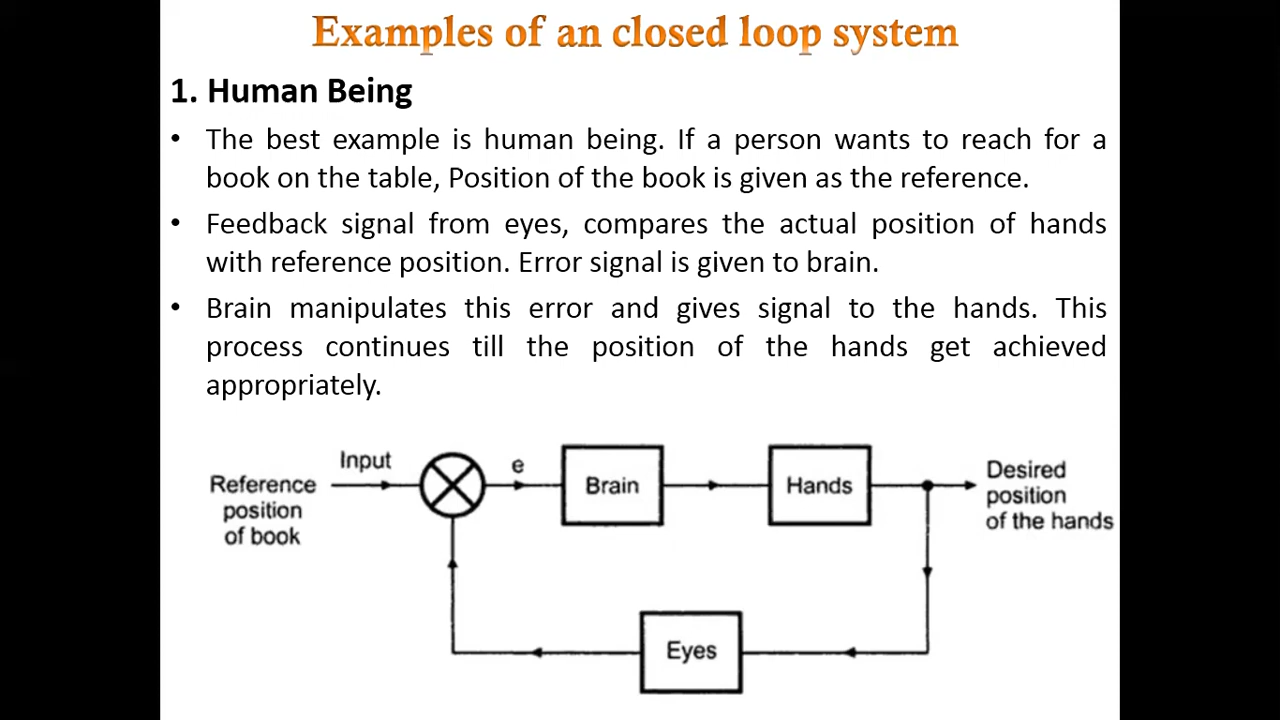 Examples of an closed loop system
1. Human Being
• The best example is human being. If a person wants to reach for a
book on the table, Position of the book is given as the reference.
• Feedback signal from eyes, compares the actual position of hands
with reference position. Error signal is given to brain.
• Brain manipulates this error and gives signal to the hands. This
process continues till the position of the hands get achieved
appropriately.
Reference
position
of book
Input
e
Brain
Hands
Desired
position
of the hands
Eyes